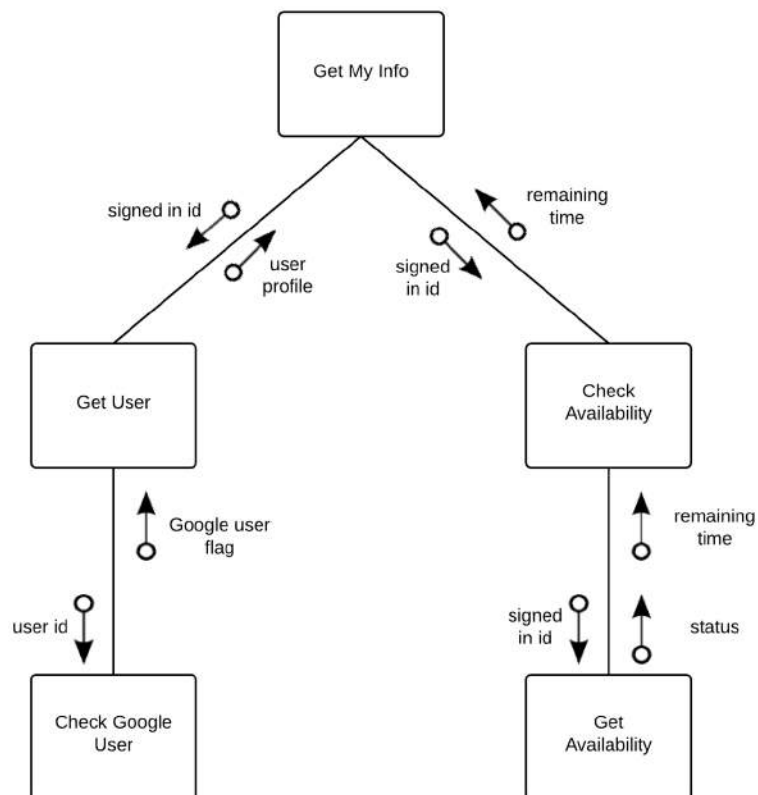 Get My Info
signed in id
remaining
time
user
profile
signed
in id
Get User
Check
Availability
Google user
flag
remaining
time
user id
signed
in id
status
Check Google
User
Get
Availability